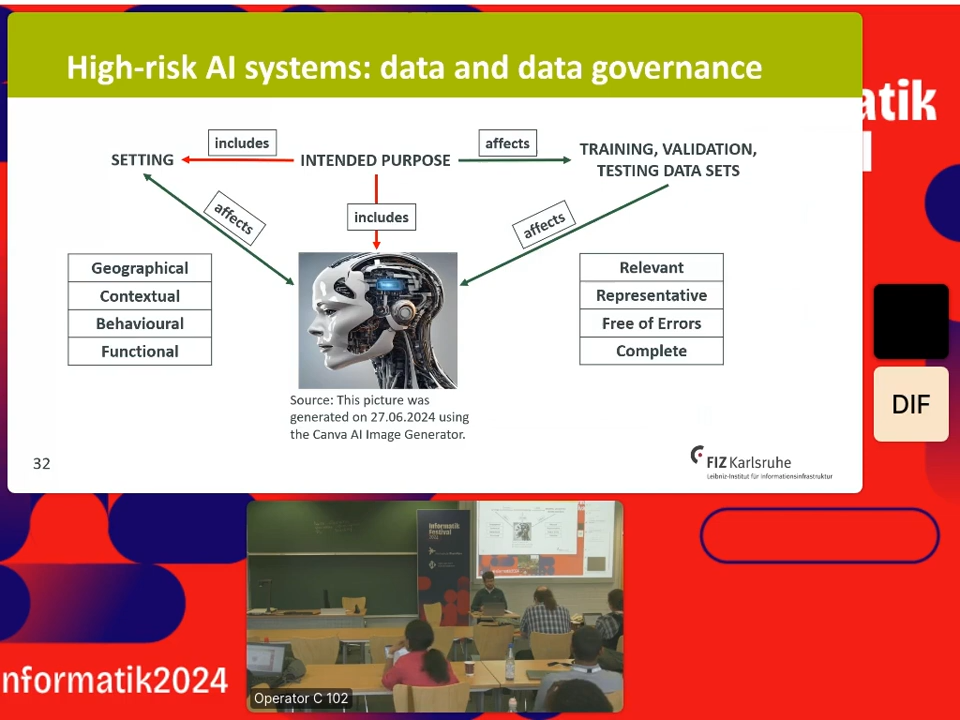 High-risk AI systems: data and data governance
includes
affects
SETTING
INTENDED PURPOSE
TRAINING, VALIDATION,
TESTING DATA SETS
affects
includes
affects
Geographical
Contextual
Behavioural
Functional
Relevant
Representative
Free of Errors
Complete
Source: This picture was
generated on 27.06.2024 using
the Canva AI Image Generator.
32
FIZ Karlsruhe
Leibniz-Institut für Informationsinfrastruktur
atik
DIF
informatik
festival
2024
Operator C 102
nformatik2024